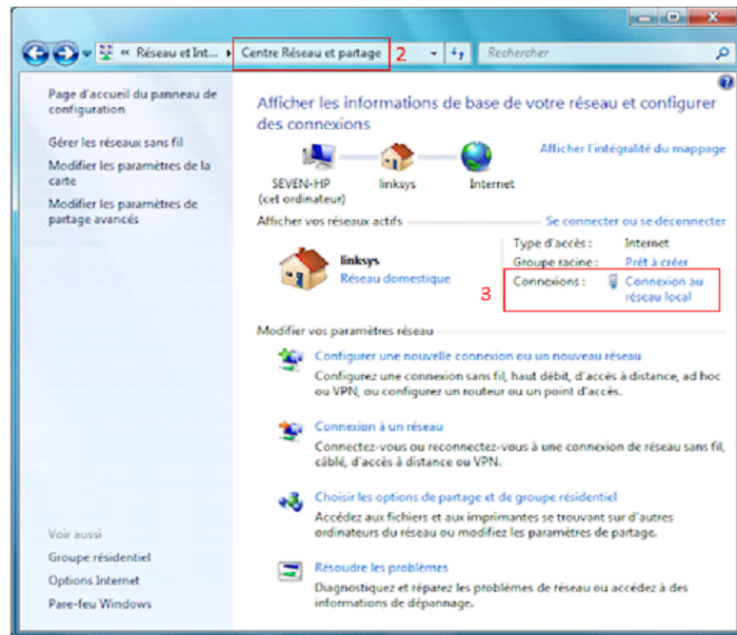 « Réseau et Int... ▸ Centre Réseau et partage 2 Rechercher
Page d'accueil du panneau de
configuration
Gérer les réseaux sans fil
Modifier les paramètres de la
carte
Modifier les paramètres de
partage avancés
Voir aussi
Groupe résidentiel
Options Internet
Pare-feu Windows
Afficher les informations de base de votre réseau et configurer
des connexions
Afficher l'intégralité du mappage
SEVEN-HP
(cet ordinateur)
linksys
Internet
Afficher vos réseaux actifs
Se connecter ou se déconnecter
linksys
Réseau domestique
Type d'accès : Internet
Groupe racine : Prêt à créer
3
Connexions : Connexion au
réseau local
Modifier vos paramètres réseau
Configurer une nouvelle connexion ou un nouveau réseau
Configurez une connexion sans fil, haut débit, d'accès à distance, ad hoc
ou VPN, ou configurez un routeur ou un point d'accès.
Connexion à un réseau
Connectez-vous ou reconnectez-vous à une connexion de réseau sans fil,
câblé, d'accès à distance ou VPN.
Choisir les options de partage et de groupe résidentiel
Accédez aux fichiers et aux imprimantes se trouvant sur d'autres
ordinateurs du réseau ou modifiez les paramètres de partage.
Résoudre les problèmes
Diagnostiquez et réparez les problèmes de réseau ou accédez à des
informations de dépannage.